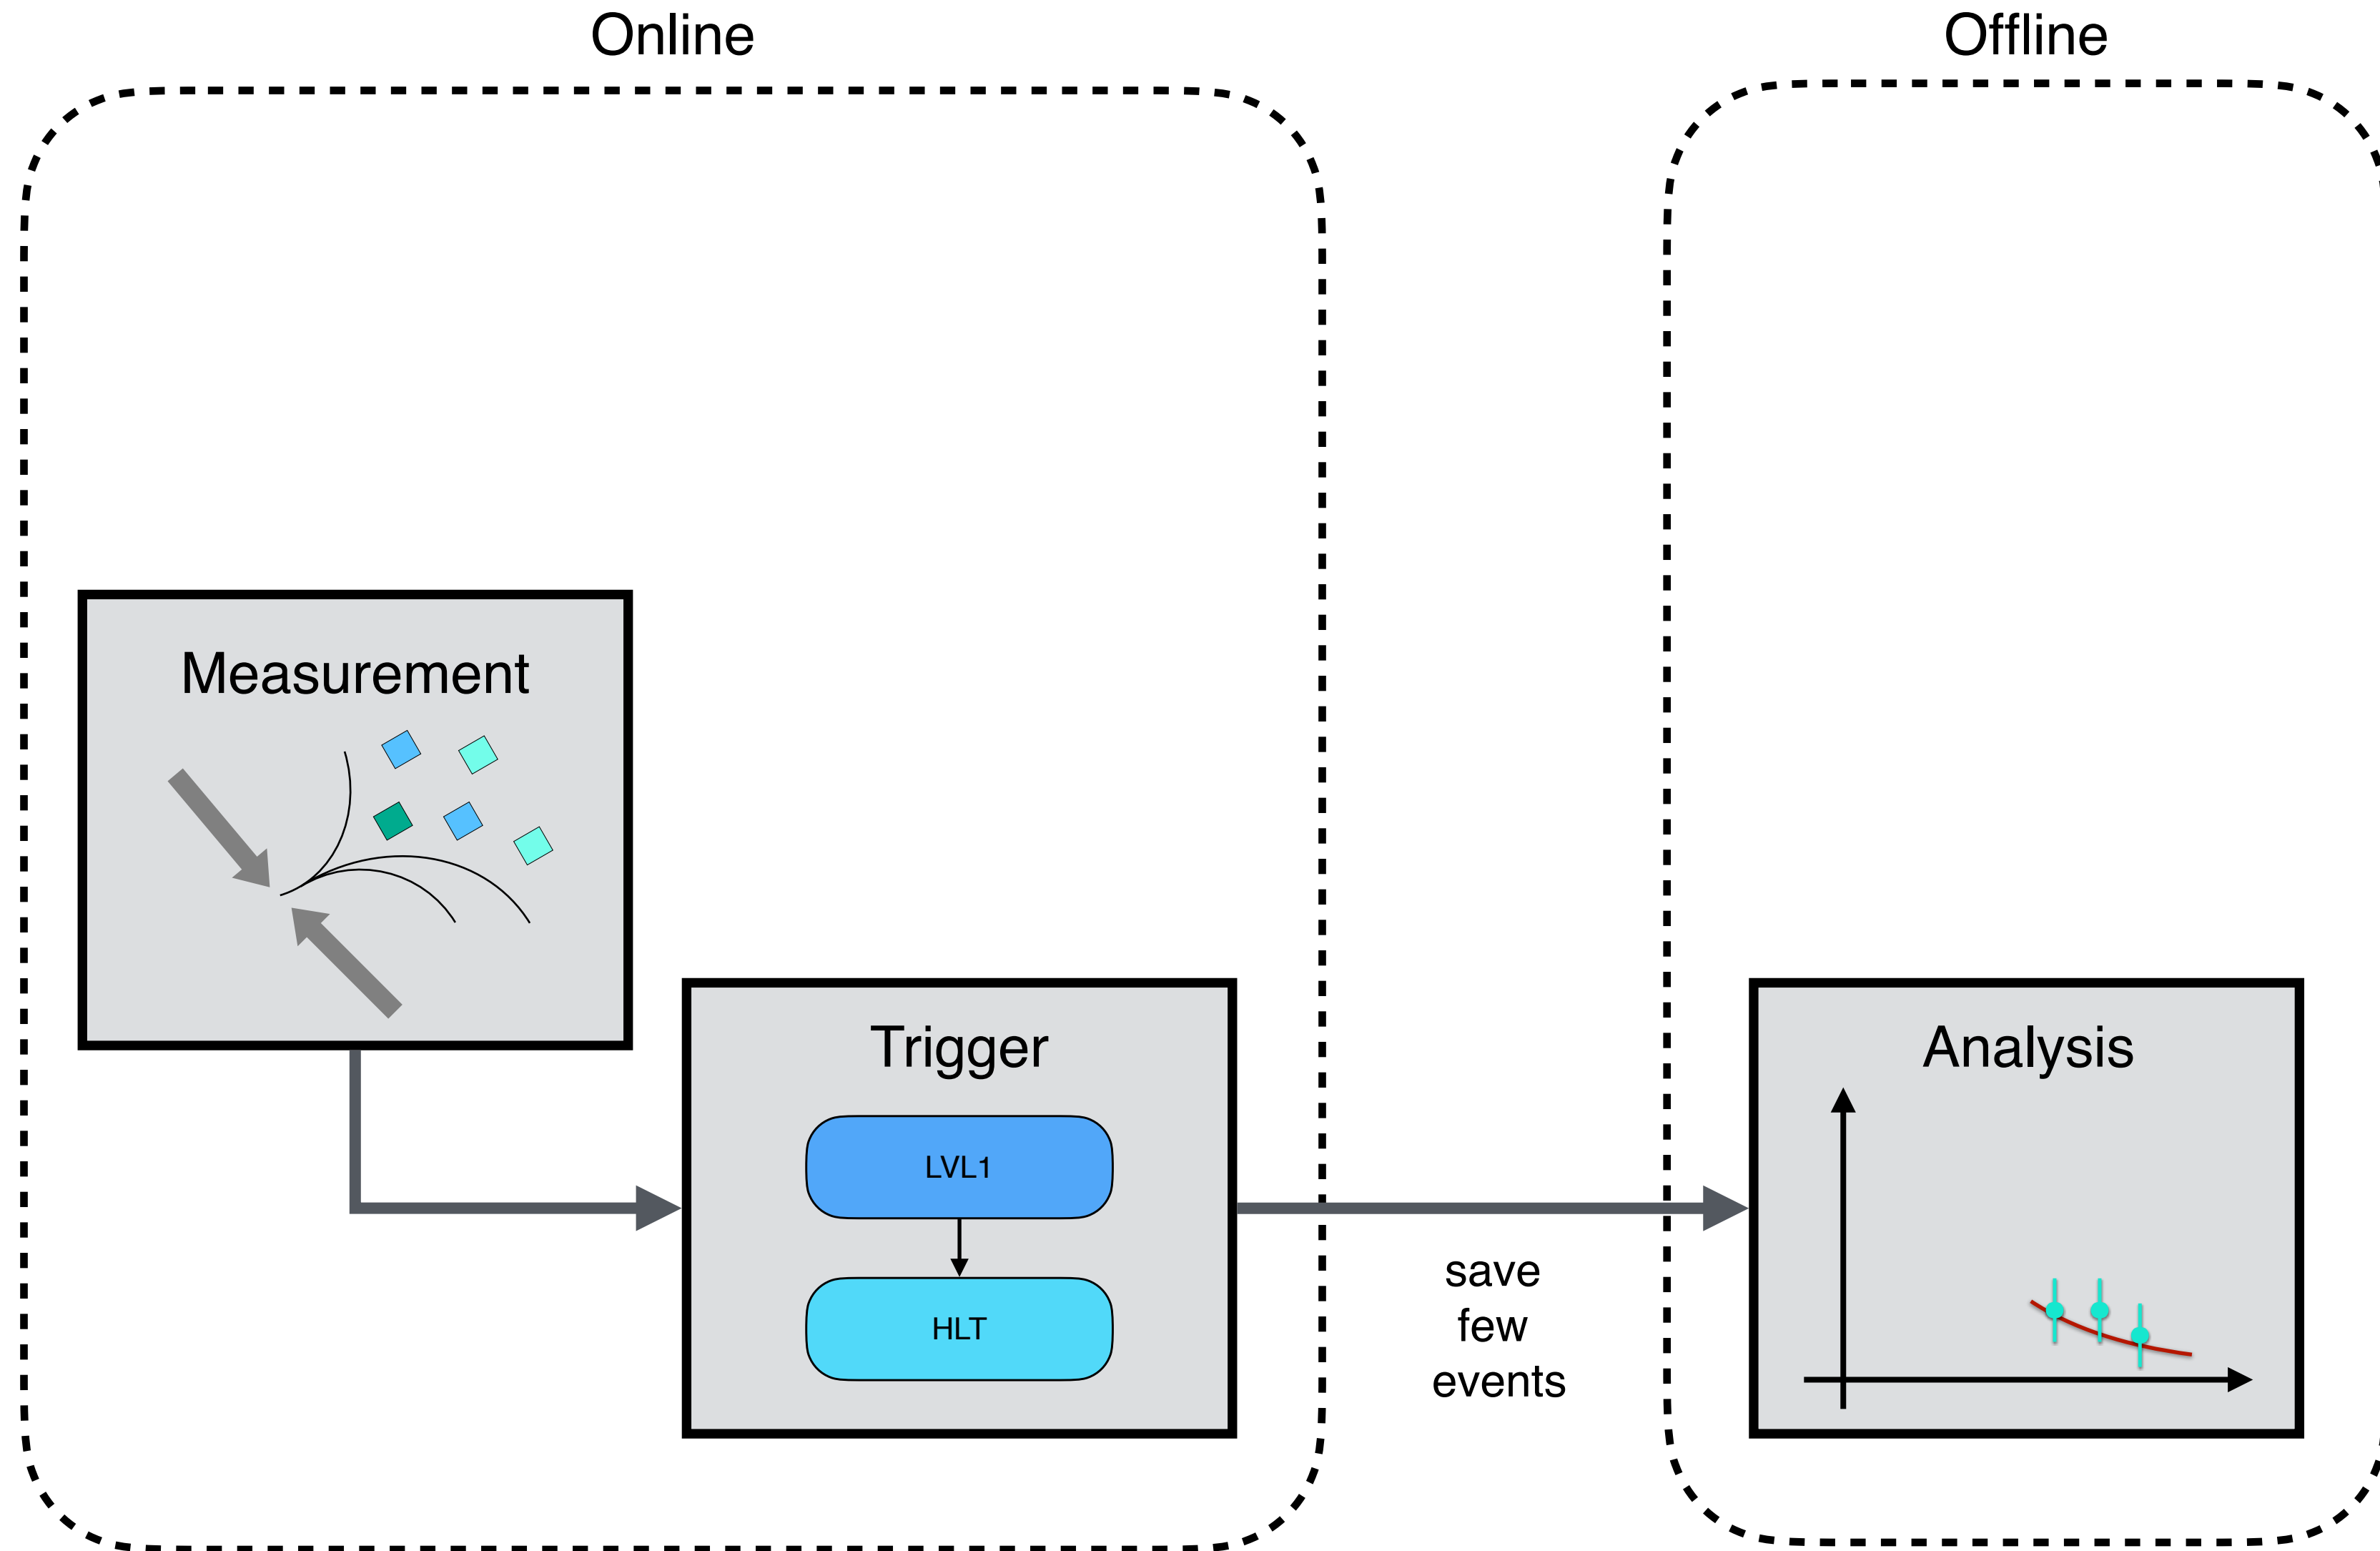 Online
Offline
Measurement
Trigger
LVL1
HLT
save
few
events
Analysis